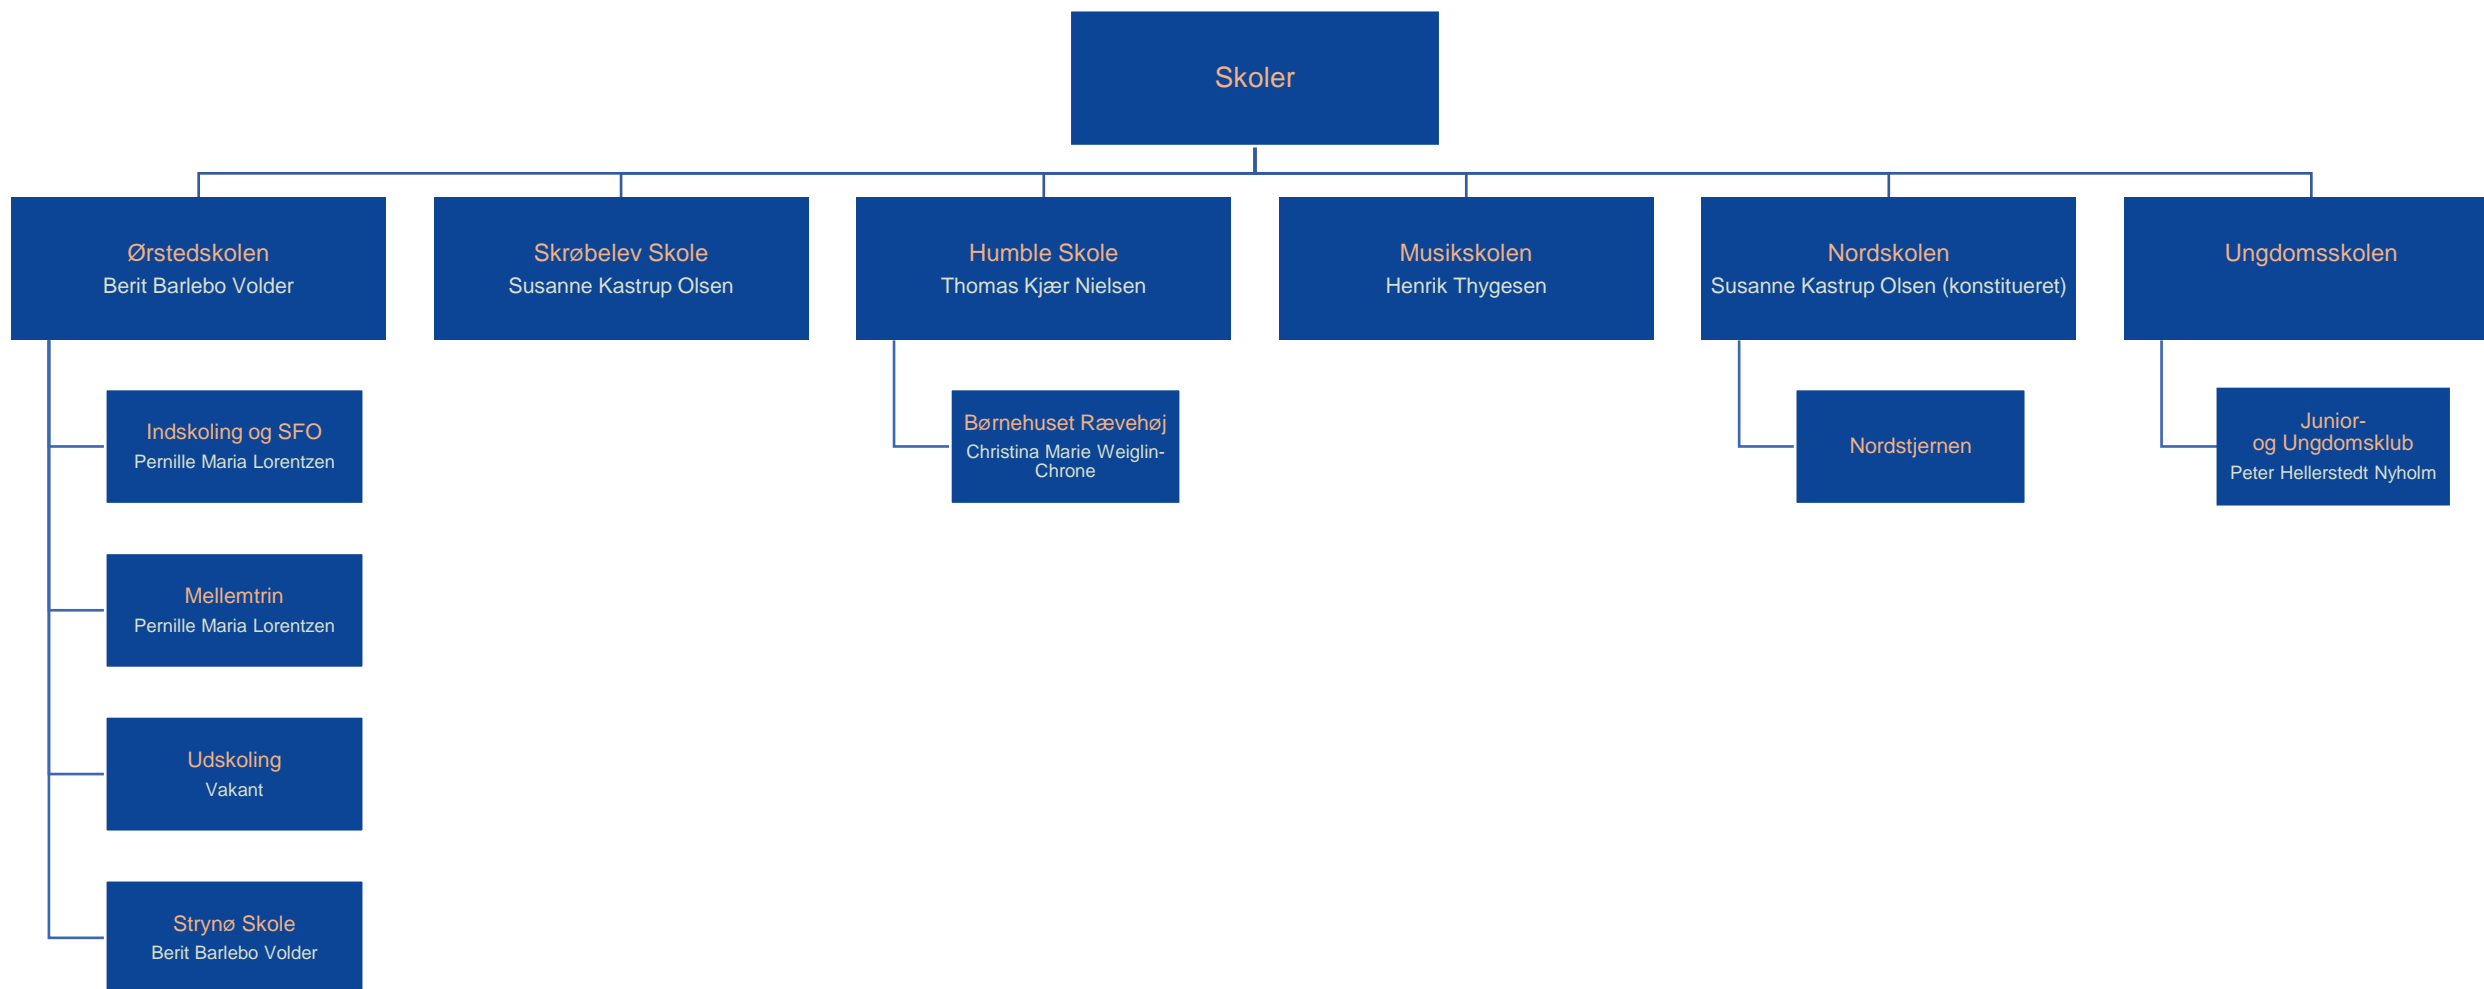 Skoler
Ørstedskolen
Berit Barlebo Volder
Skrøbelev Skole
Susanne Kastrup Olsen
Humble Skole
Thomas Kjær Nielsen
Musikskolen
Henrik Thygesen
Nordskolen
Susanne Kastrup Olsen (konstitueret)
Ungdomsskolen
Indskoling og SFO
Pernille Maria Lorentzen
Børnehuset Rævehøj
Christina Marie Weiglin-
Chrone
Nordstjernen
Junior-
og Ungdomsklub
Peter Hellerstedt Nyholm
Mellemtrin
Pernille Maria Lorentzen
Udskoling
Vakant
Strynø Skole
Berit Barlebo Volder